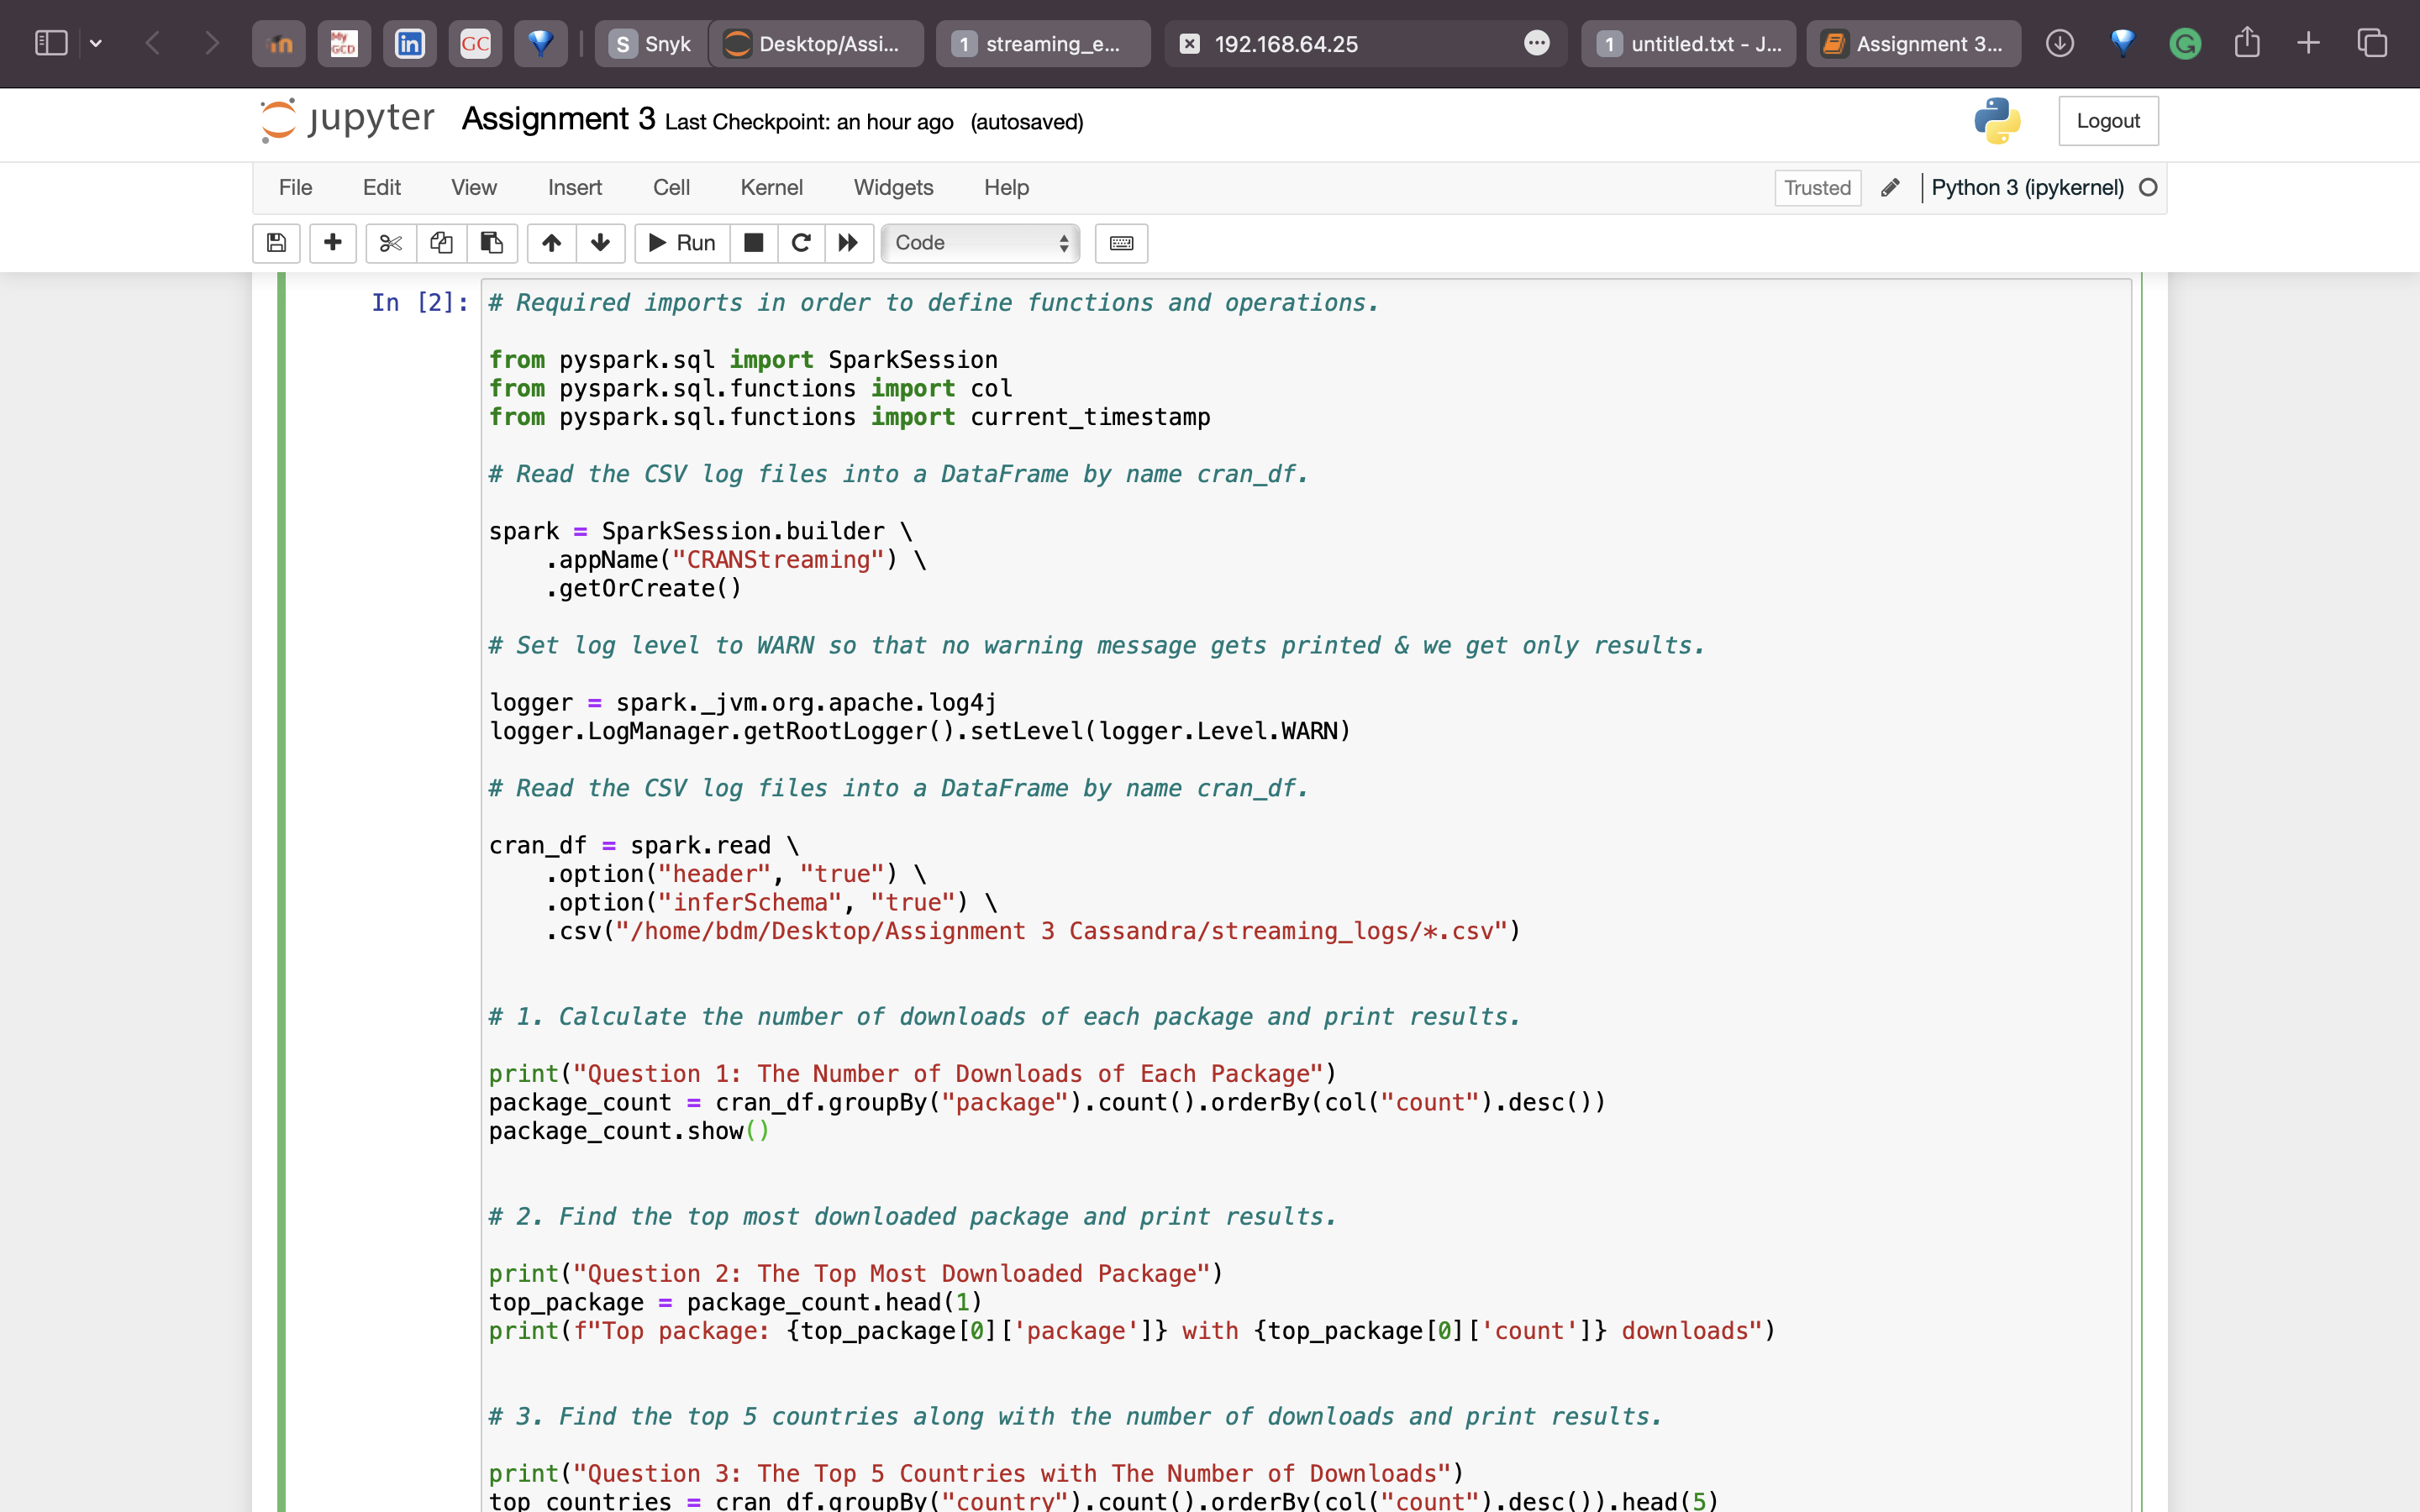 My GCD
in
GC
S Snyk
Desktop/Assi...
1 streaming_e...
192.168.64.25
1 untitled.txt - J...
Assignment 3...
jupyter Assignment 3 Last Checkpoint: an hour ago (autosaved)
Logout
File Edit View Insert Cell Kernel Widgets Help
Trusted
Python 3 (ipykernel)
Run
Code
In [2]: # Required imports in order to define functions and operations.
from pyspark.sql import SparkSession
from pyspark.sql.functions import col
from pyspark.sql.functions import current_timestamp
# Read the CSV log files into a DataFrame by name cran_df.
spark = SparkSession.builder \
    .appName("CRANStreaming") \
    .getOrCreate()
# Set log level to WARN so that no warning message gets printed & we get only results.
logger = spark._jvm.org.apache.log4j
logger.LogManager.getRootLogger().setLevel(logger.Level.WARN)
# Read the CSV log files into a DataFrame by name cran_df.
cran_df = spark.read \
    .option("header", "true") \
    .option("inferSchema", "true") \
    .csv("/home/bdm/Desktop/Assignment 3 Cassandra/streaming_logs/*.csv")
# 1. Calculate the number of downloads of each package and print results.
print("Question 1: The Number of Downloads of Each Package")
package_count = cran_df.groupBy("package").count().orderBy(col("count").desc())
package_count.show()
# 2. Find the top most downloaded package and print results.
print("Question 2: The Top Most Downloaded Package")
top_package = package_count.head(1)
print(f"Top package: {top_package[0]['package']} with {top_package[0]['count']} downloads")
# 3. Find the top 5 countries along with the number of downloads and print results.
print("Question 3: The Top 5 Countries with The Number of Downloads")
top_countries = cran_df.groupBy("country").count().orderBy(col("count").desc()).head(5)